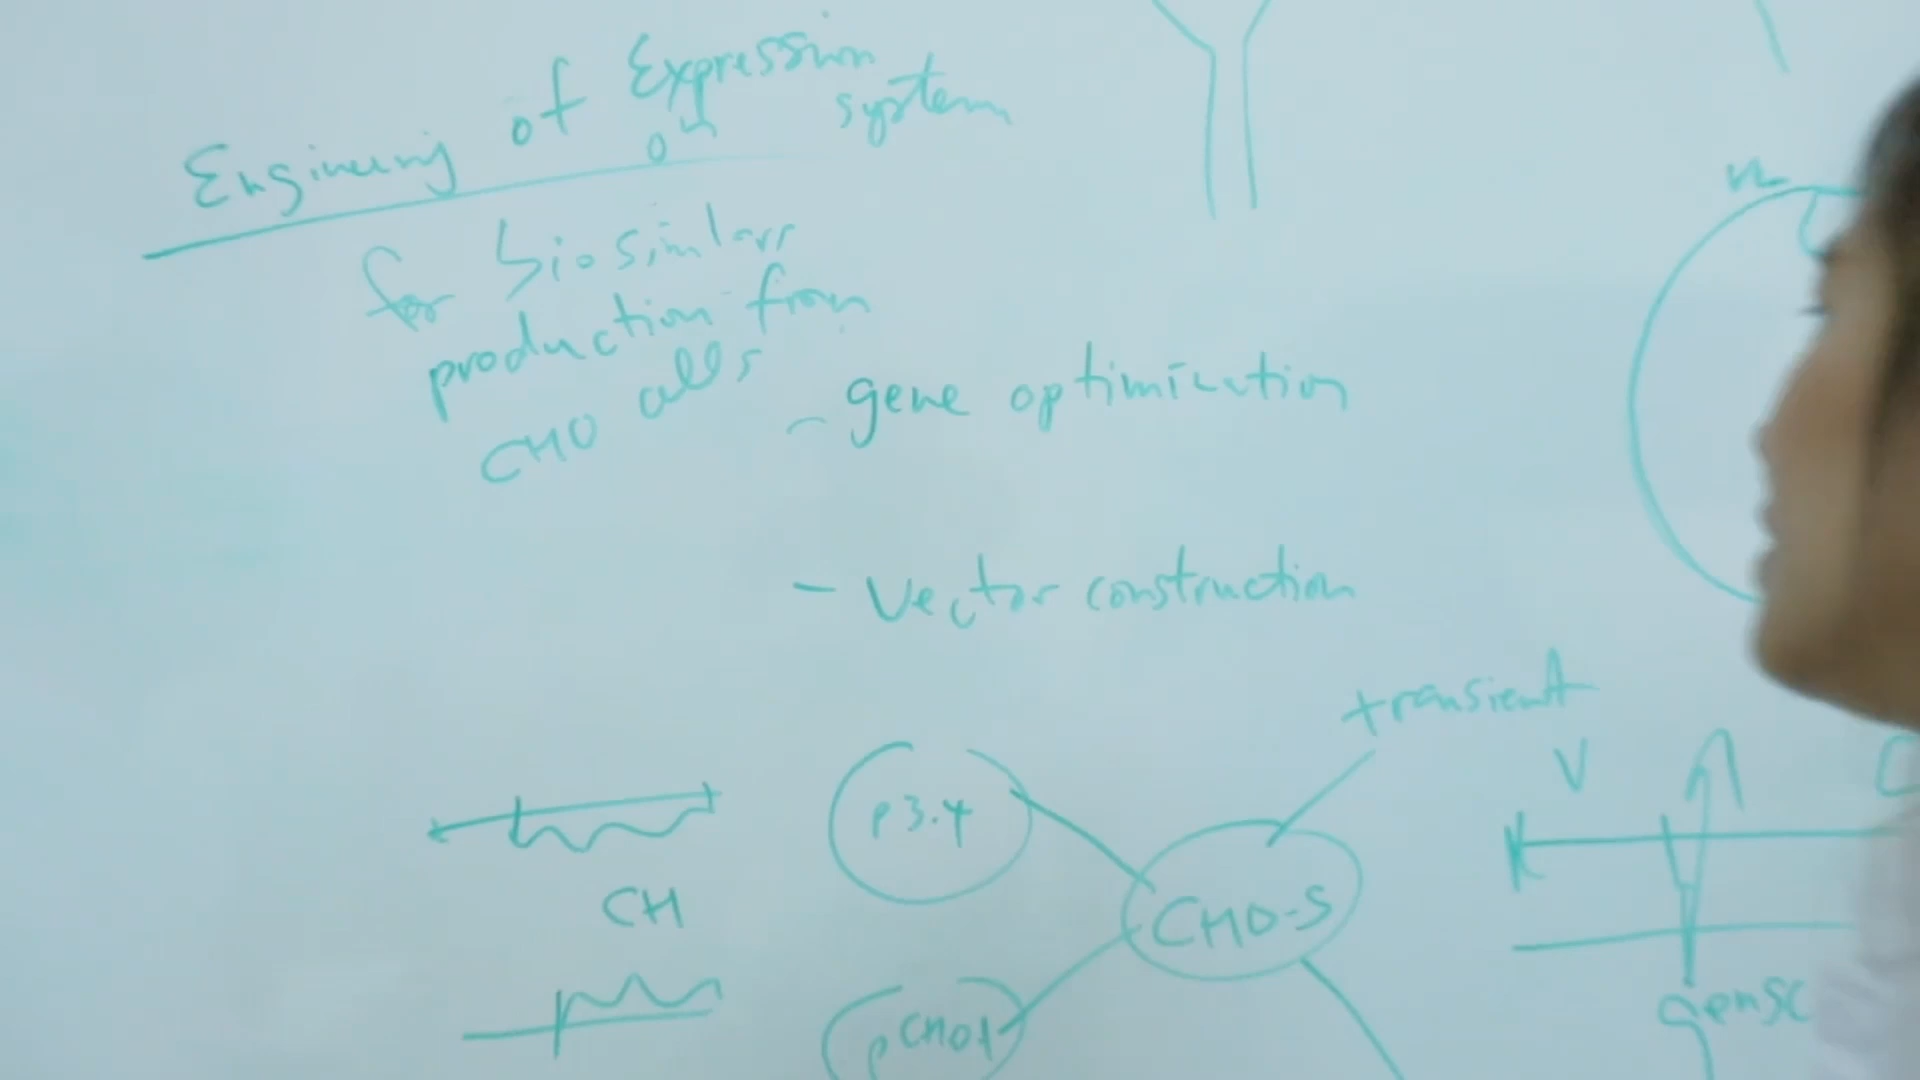 Engineering of Expression
system
for biosimilars
production from
CHO cells
- gene optimization
- Vector construction
transient
V
p3.4
CH
CHO-S
pCHO1
gensc